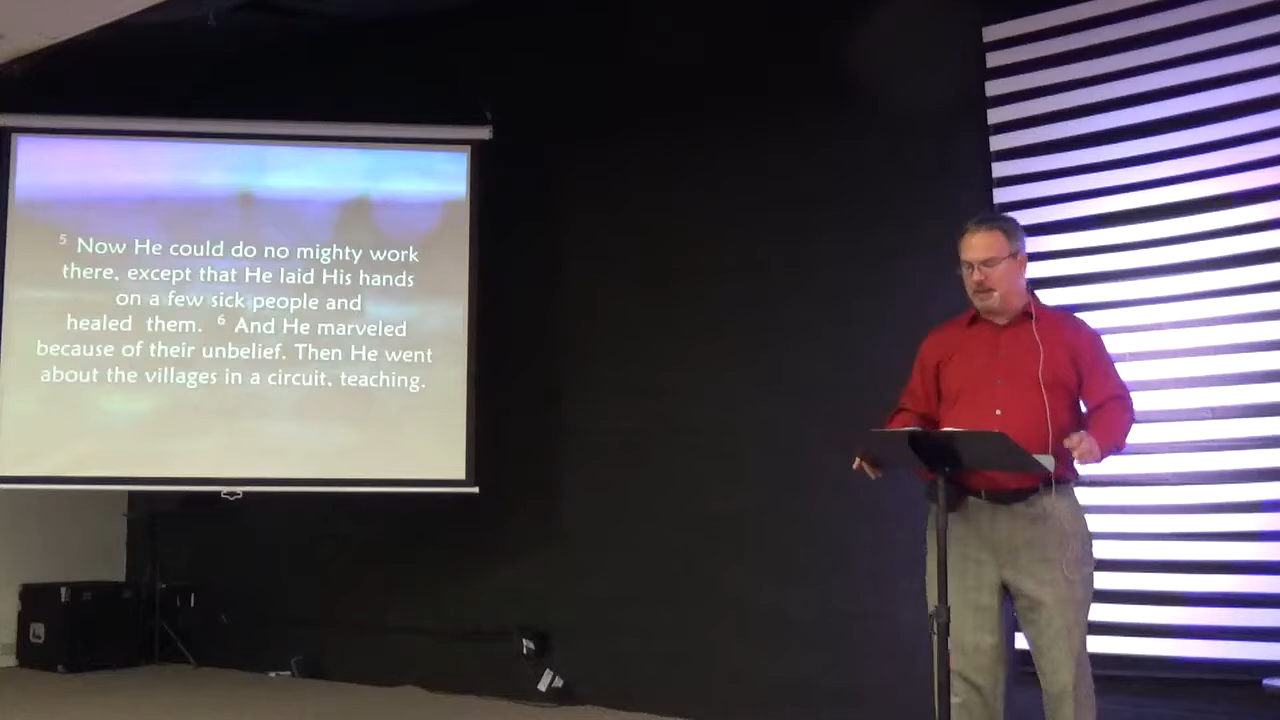 5 Now He could do no mighty work
there, except that He laid His hands
on a few sick people and
healed them. 6 And He marveled
because of their unbelief. Then He went
about the villages in a circuit, teaching.